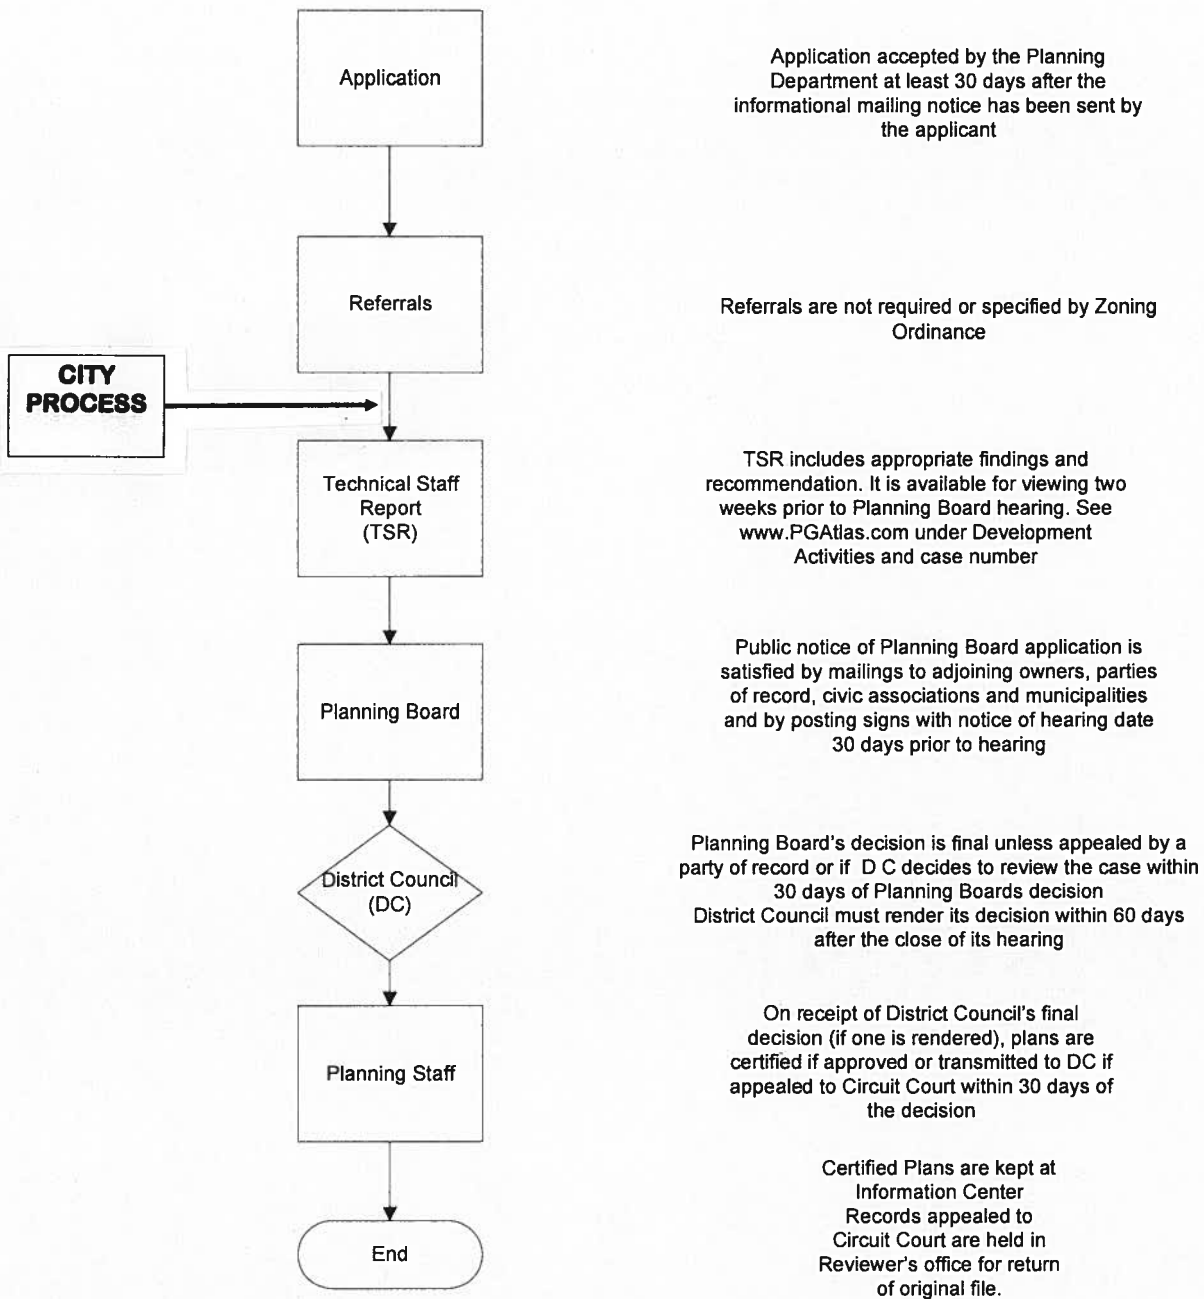 Application
Application accepted by the Planning
Department at least 30 days after the
informational mailing notice has been sent by
the applicant
Referrals
Referrals are not required or specified by Zoning
Ordinance
CITY
PROCESS
Technical Staff
Report
(TSR)
TSR includes appropriate findings and
recommendation. It is available for viewing two
weeks prior to Planning Board hearing. See
www.PGAtlas.com under Development
Activities and case number
Planning Board
Public notice of Planning Board application is
satisfied by mailings to adjoining owners, parties
of record, civic associations and municipalities
and by posting signs with notice of hearing date
30 days prior to hearing
District Council
(DC)
Planning Board's decision is final unless appealed by a
party of record or if D C decides to review the case within
30 days of Planning Boards decision
District Council must render its decision within 60 days
after the close of its hearing
Planning Staff
On receipt of District Council's final
decision (if one is rendered), plans are
certified if approved or transmitted to DC if
appealed to Circuit Court within 30 days of
the decision
End
Certified Plans are kept at
Information Center
Records appealed to
Circuit Court are held in
Reviewer's office for return
of original file.